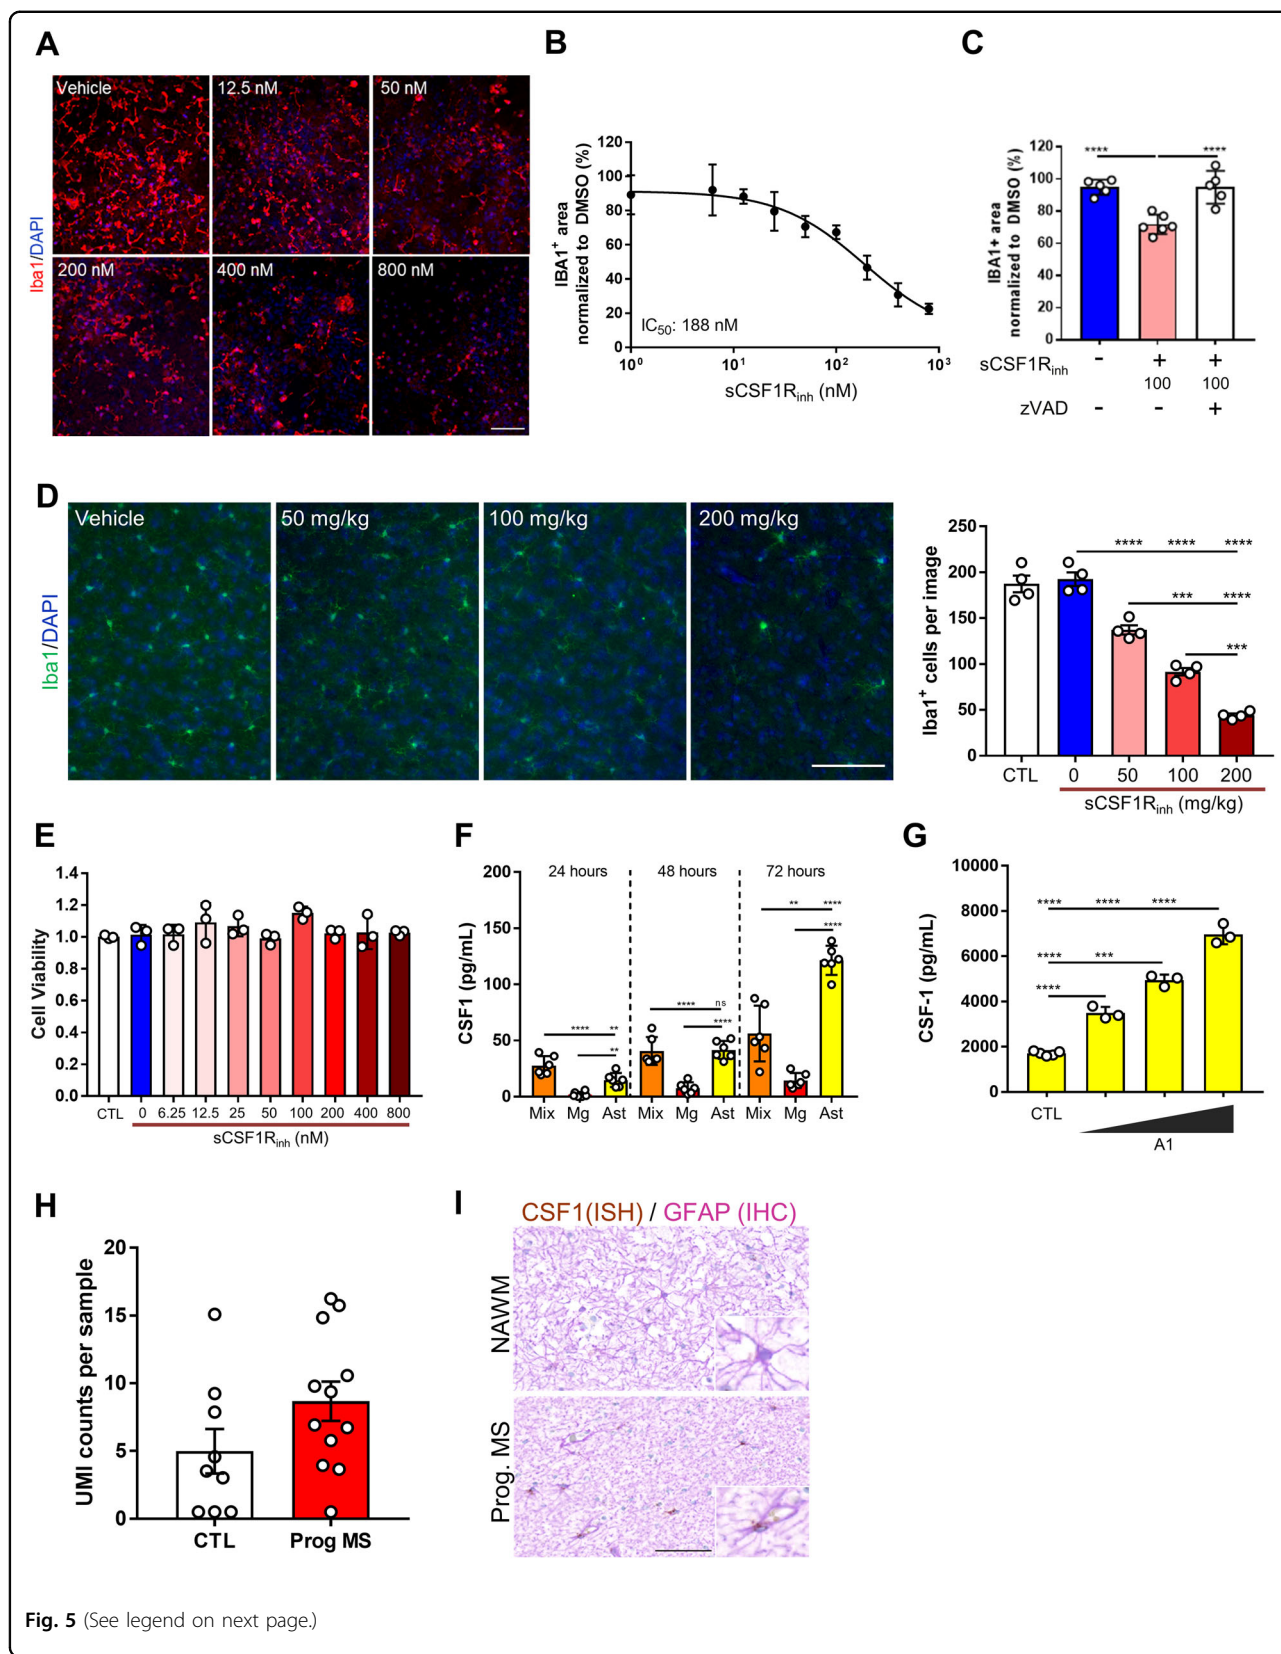 A
Vehicle
12.5 nM
50 nM
200 nM
400 nM
800 nM
Iba1/DAPI
B
IBA1+ area
normalized to DMSO (%)
120
100
80
60
40
20
0
IC50: 188 nM
10^0 10^1 10^2 10^3
sCSF1Rinh (nM)
C
IBA1+ area
normalized to DMSO (%)
120
100
80
60
40
20
0
**** ****
sCSF1Rinh - + +
100 100
zVAD - - +
D
Vehicle
50 mg/kg
100 mg/kg
200 mg/kg
Iba1/DAPI
Iba1+ cells per image
250
200
150
100
50
0
**** **** ****
*** ****
***
CTL 0 50 100 200
sCSF1Rinh (mg/kg)
E
Cell Viability
1.4
1.2
1.0
0.8
0.6
0.4
0.2
0.0
CTL 0 6.25 12.5 25 50 100 200 400 800
sCSF1Rinh (nM)
F
CSF1 (pg/mL)
200
150
100
50
0
24 hours 48 hours 72 hours
** ****
****
**** ns
****
**** **
**
Mix Mg Ast Mix Mg Ast Mix Mg Ast
G
CSF-1 (pg/mL)
10000
8000
6000
4000
2000
0
**** **** ****
**** ***
****
CTL
A1
H
UMI counts per sample
20
15
10
5
0
CTL Prog MS
I
CSF1(ISH) / GFAP (IHC)
NAWM
Prog. MS
Fig. 5 (See legend on next page.)